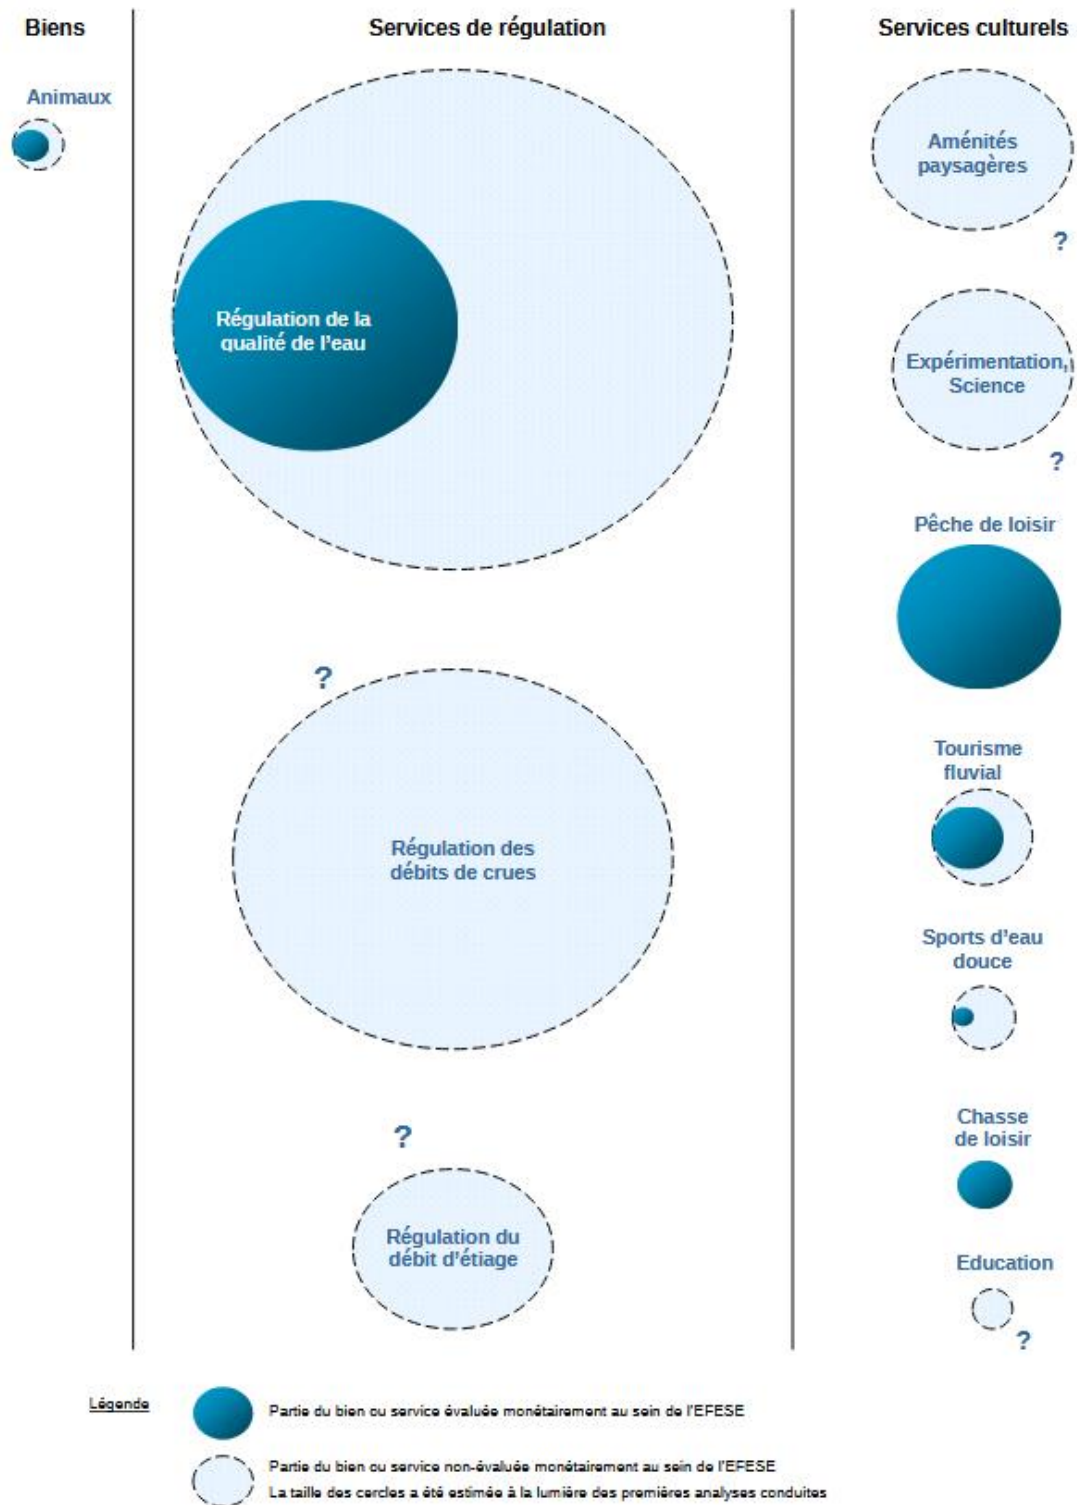 Biens
Services de régulation
Services culturels
Animaux
Régulation de la
qualité de l'eau
?
Régulation des
débits de crues
?
Régulation du
débit d'étiage
Aménités
paysagères
?
Expérimentation,
Science
?
Pêche de loisir
Tourisme
fluvial
Sports d'eau
douce
Chasse
de loisir
Education
?
Légende
Partie du bien ou service évaluée monétairement au sein de l'EFESE
Partie du bien ou service non-évaluée monétairement au sein de l'EFESE
La taille des cercles a été estimée à la lumière des premières analyses conduites